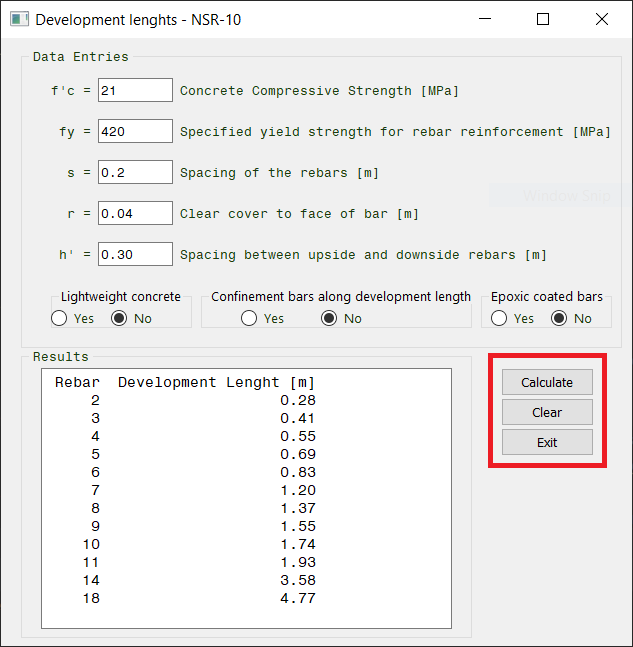 Development lenghts - NSR-10
Data Entries
f'c = 21 Concrete Compressive Strength [MPa]
fy = 420 Specified yield strength for rebar reinforcement [MPa]
s = 0.2 Spacing of the rebars [m]
Window Snip
r = 0.04 Clear cover to face of bar [m]
h' = 0.30 Spacing between upside and downside rebars [m]
Lightweight concrete Confinement bars along development length Epoxic coated bars
Yes No Yes No Yes No
Results
Rebar Development Lenght [m]
2 0.28
3 0.41
4 0.55
5 0.69
6 0.83
7 1.20
8 1.37
9 1.55
10 1.74
11 1.93
14 3.58
18 4.77
Calculate
Clear
Exit